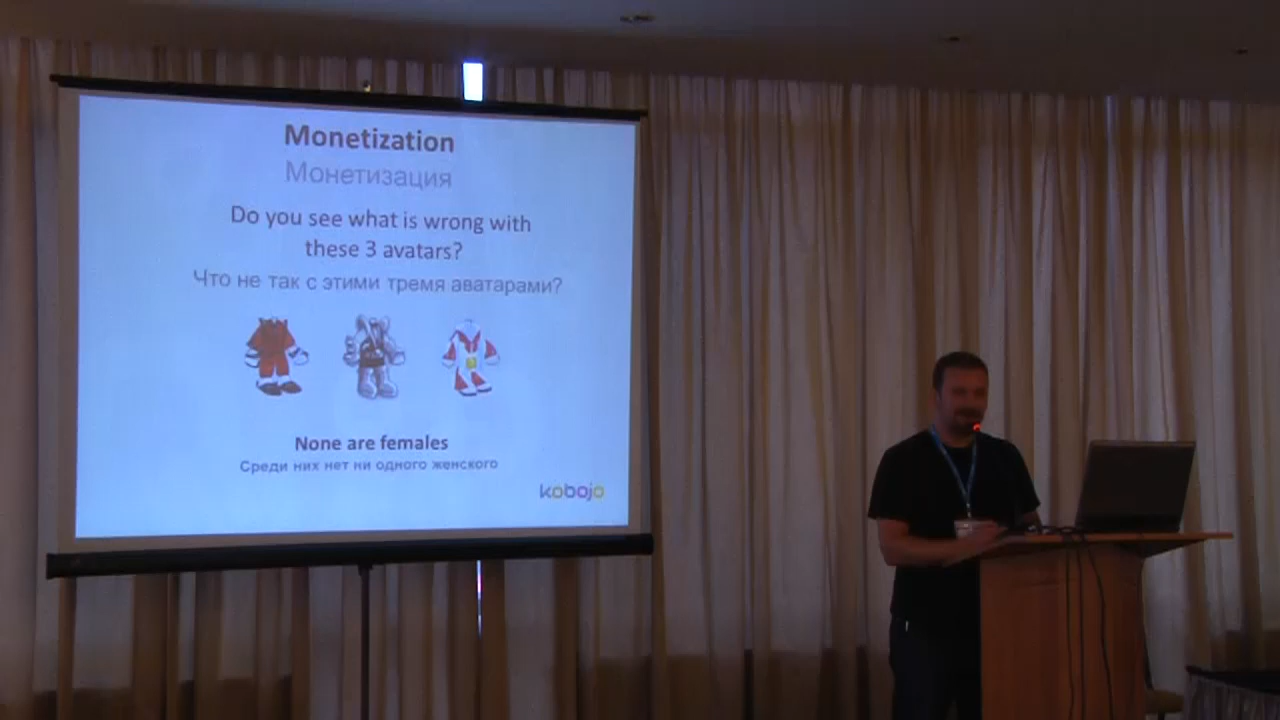 Monetization
Монетизация
Do you see what is wrong with
these 3 avatars?
Что не так с этими тремя аватарами?
None are females
Среди них нет ни одного женского
kobojo